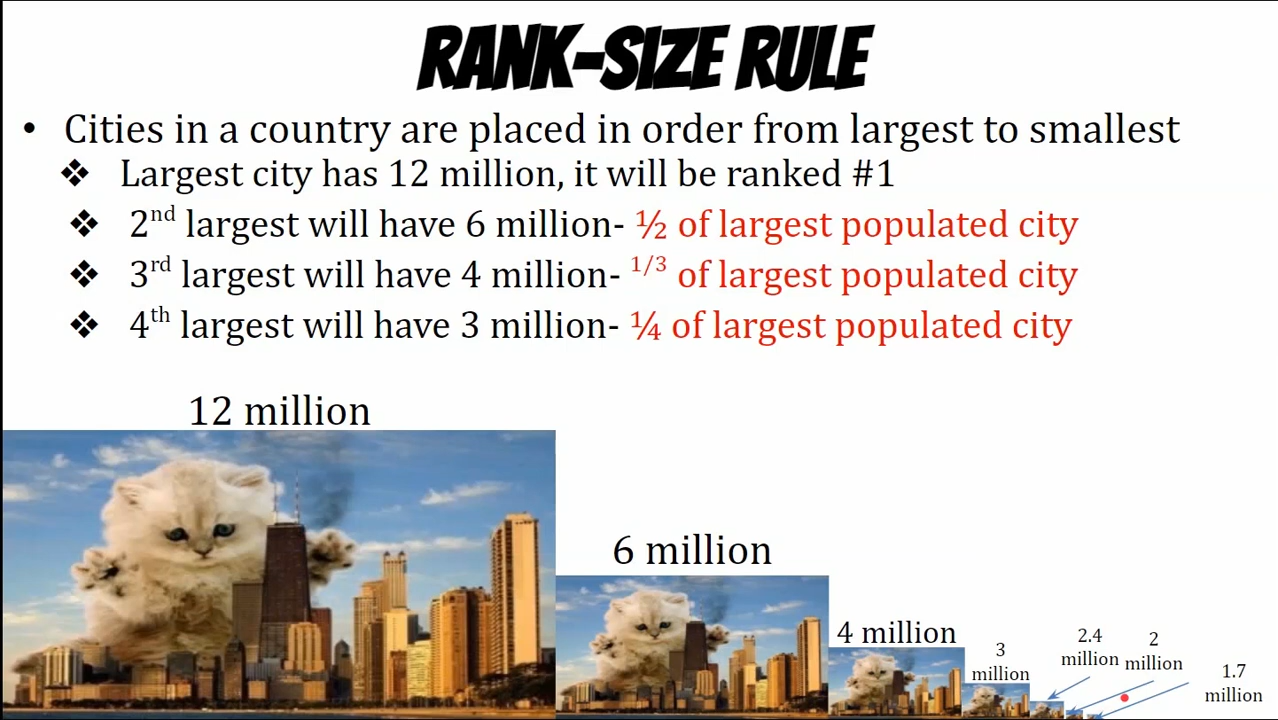 RANK-SIZE RULE
• Cities in a country are placed in order from largest to smallest
❖ Largest city has 12 million, it will be ranked #1
❖ 2nd largest will have 6 million- ½ of largest populated city
❖ 3rd largest will have 4 million- 1/3 of largest populated city
❖ 4th largest will have 3 million- ¼ of largest populated city
12 million
6 million
4 million
3
million
2.4
million
2
million
1.7
million